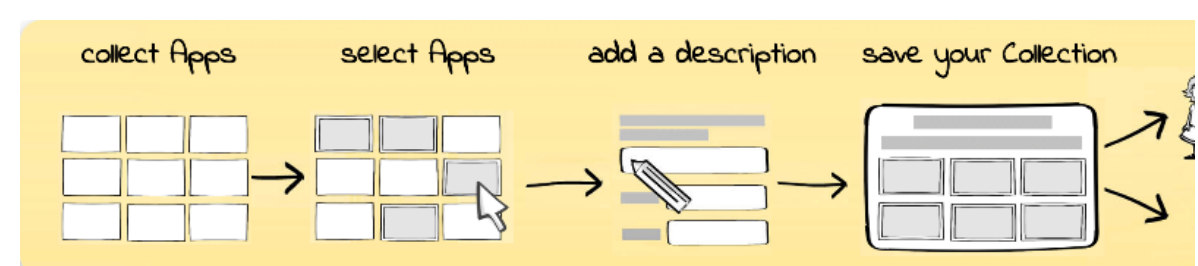 collect Apps
select Apps
add a description
save your Collection